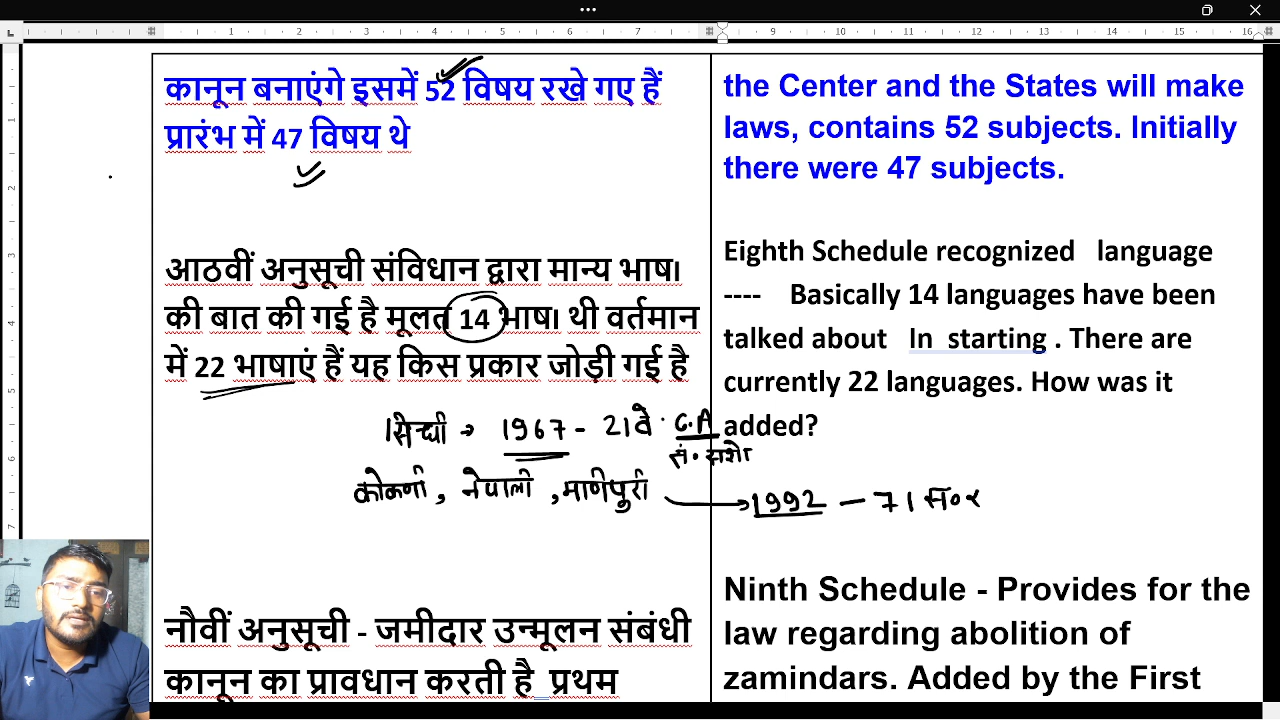 कानून बनाएंगे इसमें 52 विषय रखे गए हैं
प्रारंभ में 47 विषय थे
आठवीं अनुसूची संविधान द्वारा मान्य भाषा
की बात की गई है मूलत 14 भाषा थी वर्तमान
में 22 भाषाएं हैं यह किस प्रकार जोड़ी गई है
सिन्धी → 1967 - 21वे C.A
कोकणी, नेपाली, मणिपुरी → 1992 - 71
नौवीं अनुसूची - जमीदार उन्मूलन संबंधी
कानून का प्रावधान करती है प्रथम
the Center and the States will make
laws, contains 52 subjects. Initially
there were 47 subjects.
Eighth Schedule recognized language
---- Basically 14 languages have been
talked about In starting . There are
currently 22 languages. How was it
added?
Ninth Schedule - Provides for the
law regarding abolition of
zamindars. Added by the First